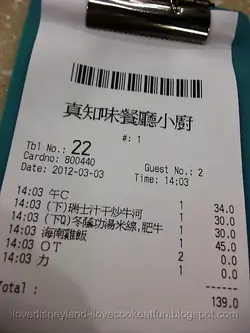 真知味餐廳小廚
#: 1
Tbl No.: 22
Cardno: 800440 Guest No.: 2
Date: 2012-03-03 Time: 14:03
14:03 午C 1 34.0
14:03 (下)瑞士汁干炒牛河 1 30.0
14:03 (下Q)冬蔭功湯米線,肥牛 1 30.0
14:03 海南雞飯 1 45.0
14:03 O T 2 0.0
14:03 力 1 0.0
Total : 139.0
ilovedisneyland-ilovecookeatfun.blogspot.com